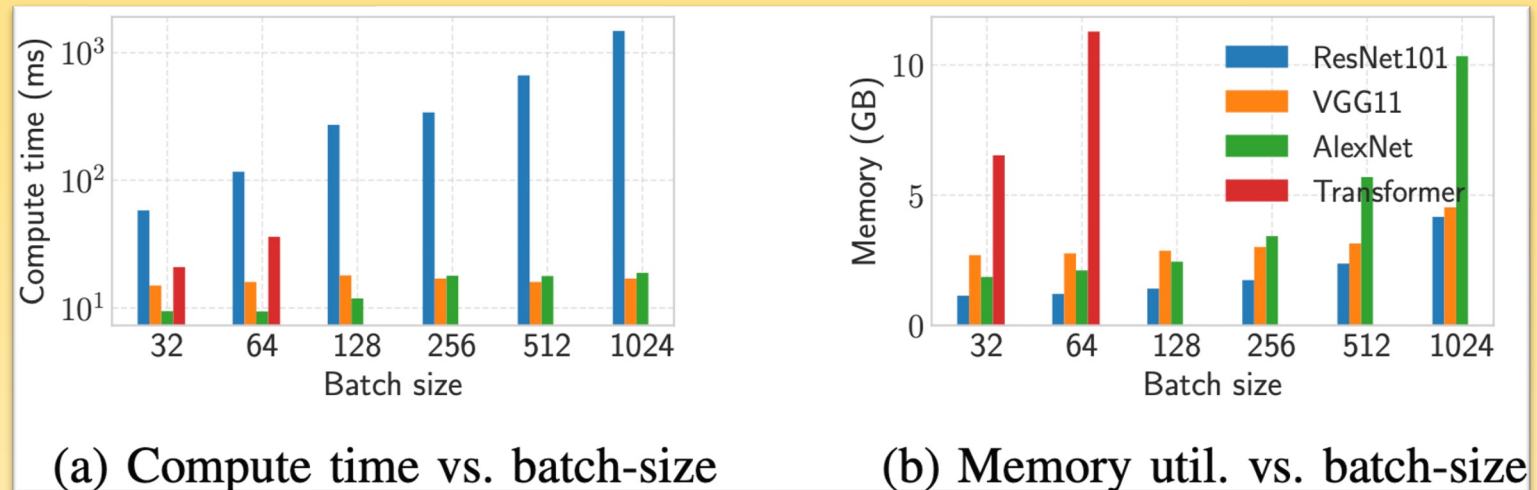 Compute time (ms)
10³
10²
10¹
32 64 128 256 512 1024
Batch size
(a) Compute time vs. batch-size
Memory (GB)
10
5
0
ResNet101
VGG11
AlexNet
Transformer
32 64 128 256 512 1024
Batch size
(b) Memory util. vs. batch-size